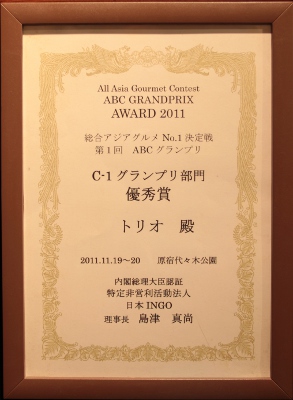 All Asia Gourmet Contest
ABC GRANDPRIX
AWARD 2011
総合アジアグルメ No.1 決定戦
第1回 ABCグランプリ
C-1 グランプリ部門
優秀賞
トリオ 殿
2011.11.19～20 原宿代々木公園
内閣総理大臣認証
特定非営利活動法人
日本INGO
理事長 島津 真尚